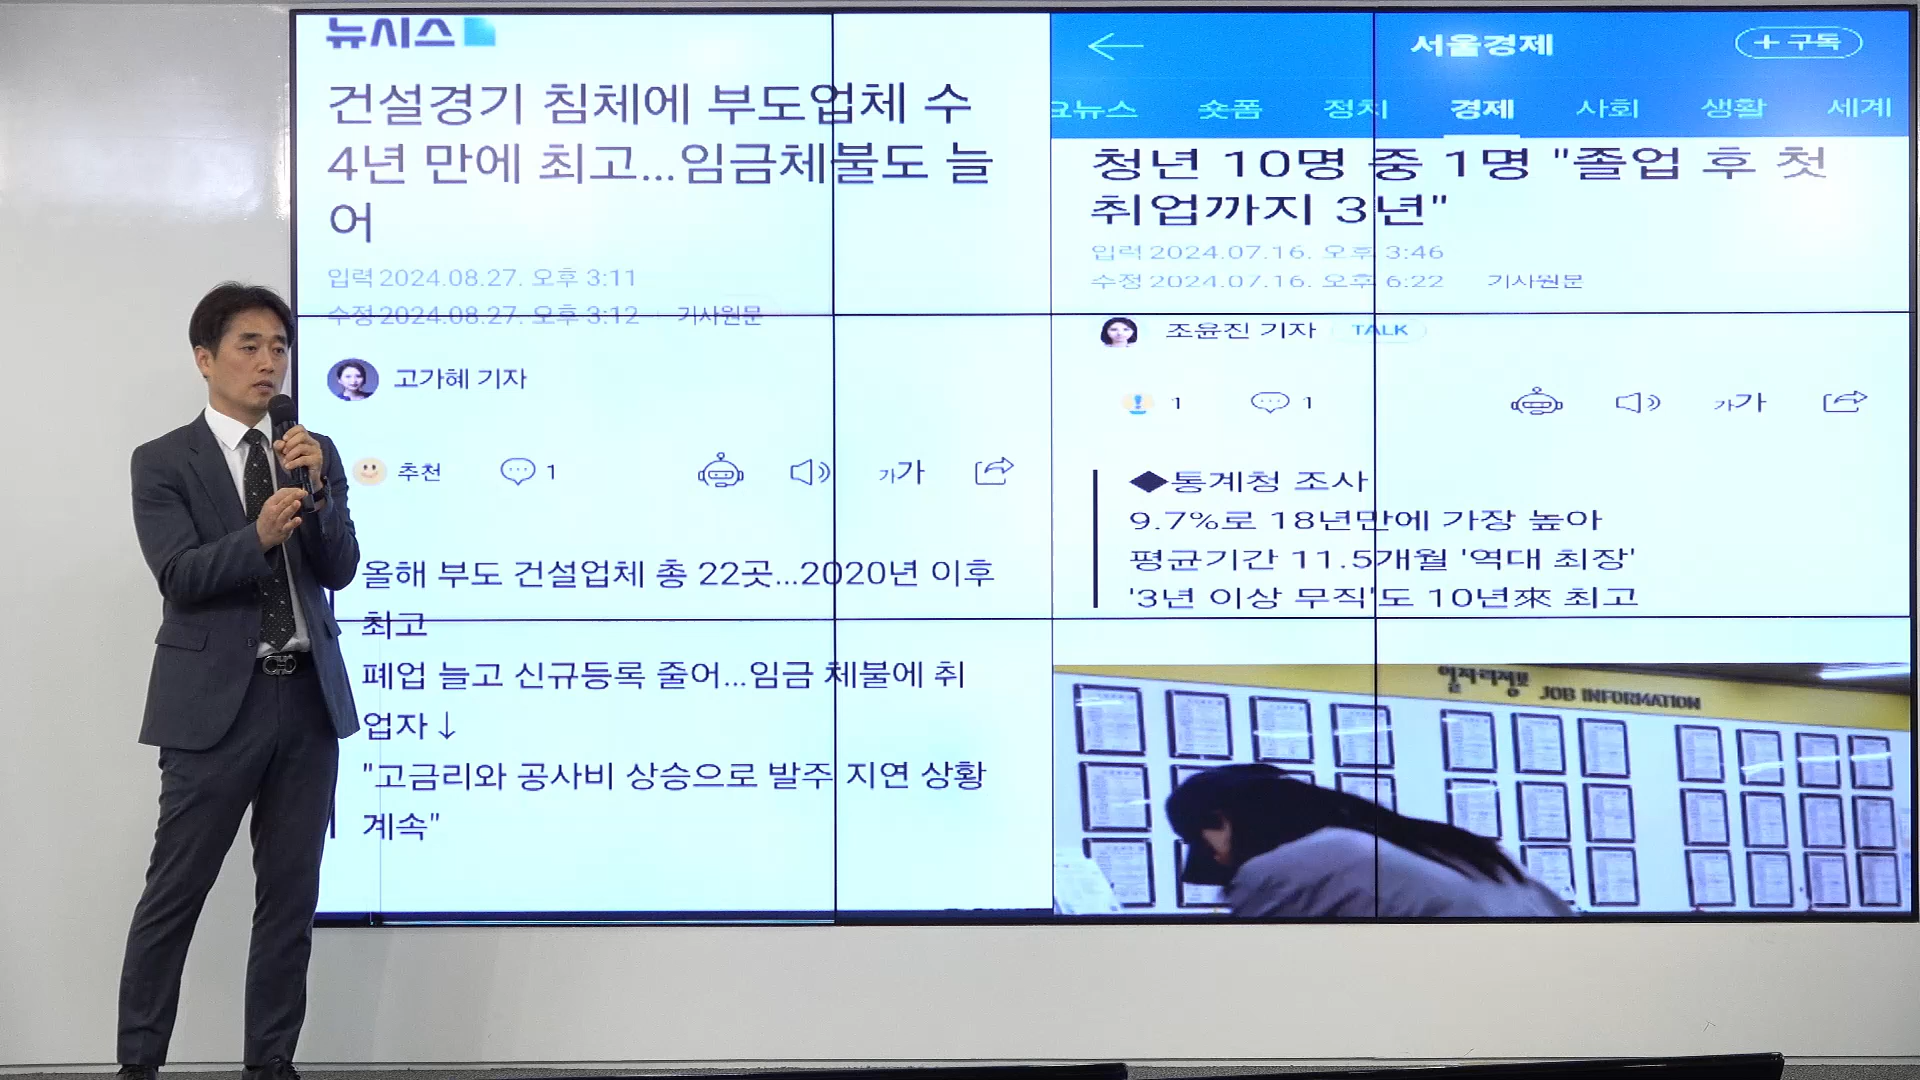 뉴시스
건설경기 침체에 부도업체 수
4년 만에 최고...임금체불도 늘
어
입력 2024.08.27. 오후 3:11
수정 2024.08.27. 오후 3:12 기사원문
고가혜 기자
추천 1 가가
올해 부도 건설업체 총 22곳...2020년 이후
최고
폐업 늘고 신규등록 줄어...임금 체불에 취
업자↓
"고금리와 공사비 상승으로 발주 지연 상황
계속"
← 서울경제 + 구독
요뉴스 숏폼 정치 경제 사회 생활 세계
청년 10명 중 1명 "졸업 후 첫
취업까지 3년"
입력 2024.07.16. 오후 3:46
수정 2024.07.16. 오후 6:22 기사원문
조윤진 기자 TALK
1 1 가가
◆통계청 조사
9.7%로 18년만에 가장 높아
평균기간 11.5개월 '역대 최장'
'3년 이상 무직'도 10년來 최고
일자리정보 JOB INFORMATION